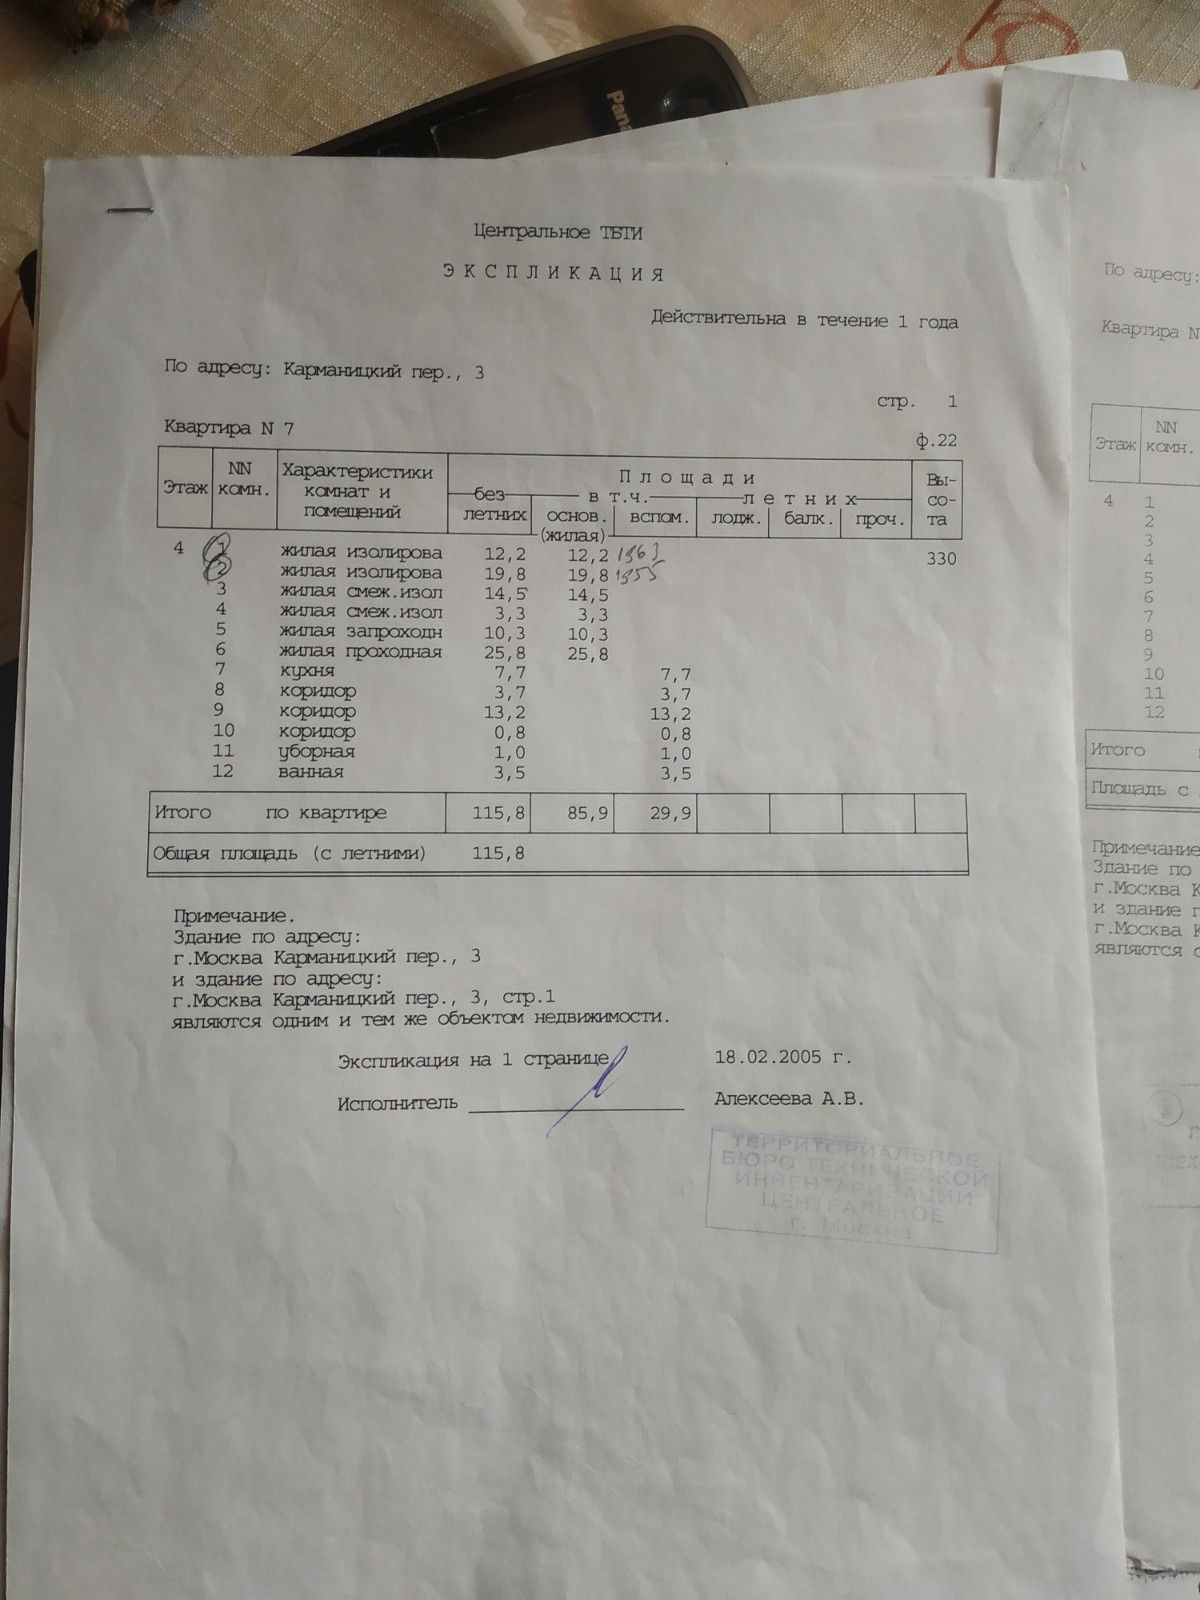 Pana
Центральное ТБТИ
ЭКСПЛИКАЦИЯ
Действительна в течение 1 года
По адресу: Карманицкий пер., 3
стр. 1
Квартира N 7
ф.22
Этаж NN комн. Характеристики комнат и помещений Площади Вы-со-та
без летних в т.ч. летних
основ. (жилая) вспом. лодж. балк. проч.
4 1 жилая изолирова 12,2 12,2 1963 330
2 жилая изолирова 19,8 19,8 1955
3 жилая смеж.изол 14,5 14,5
4 жилая смеж.изол 3,3 3,3
5 жилая запроходн 10,3 10,3
6 жилая проходная 25,8 25,8
7 кухня 7,7 7,7
8 коридор 3,7 3,7
9 коридор 13,2 13,2
10 коридор 0,8 0,8
11 уборная 1,0 1,0
12 ванная 3,5 3,5
Итого по квартире 115,8 85,9 29,9
Общая площадь (с летними) 115,8
Примечание.
Здание по адресу:
г.Москва Карманицкий пер., 3
и здание по адресу:
г.Москва Карманицкий пер., 3, стр.1
являются одним и тем же объектом недвижимости.
Экспликация на 1 странице 18.02.2005 г.
Исполнитель Алексеева А.В.
ТЕРРИТОРИАЛЬНОЕ
БЮРО ТЕХНИЧЕСКОЙ
ИНВЕНТАРИЗАЦИИ
ЦЕНТРАЛЬНОЕ
г. Москва
По адресу:
Квартира N
Этаж NN комн.
4 1
2
3
4
5
6
7
8
9
10
11
12
Итого
Площадь с
Примечание
Здание по
г.Москва К
и здание п
г.Москва К
являются о